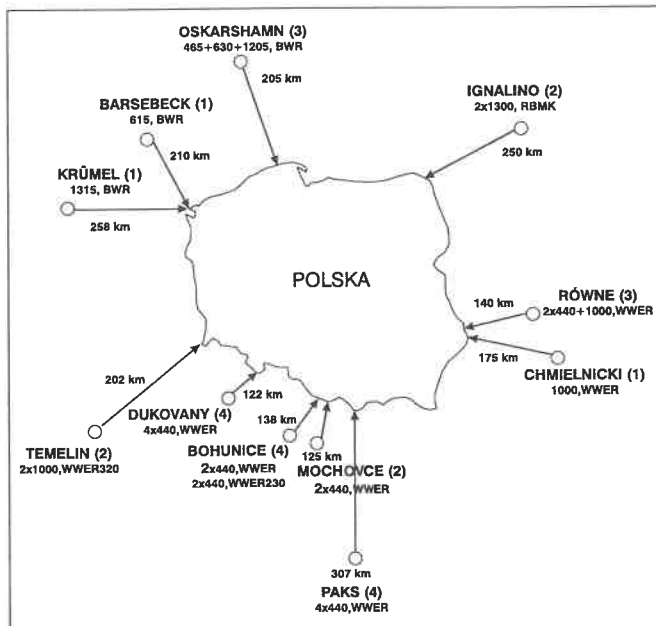 OSKARSHAMN (3)
465+630+1205, BWR
205 km
IGNALINO (2)
2x1300, RBMK
250 km
BARSEBECK (1)
615, BWR
210 km
KRÜMEL (1)
1315, BWR
258 km
POLSKA
140 km
RÓWNE (3)
2x440+1000,WWER
175 km
CHMIELNICKI (1)
1000,WWER
202 km
TEMELIN (2)
2x1000,WWER320
122 km
DUKOVANY (4)
4x440,WWER
138 km
BOHUNICE (4)
2x440,WWER
2x440,WWER230
125 km
MOCHOVCE (2)
2x440,WWER
307 km
PAKS (4)
4x440,WWER